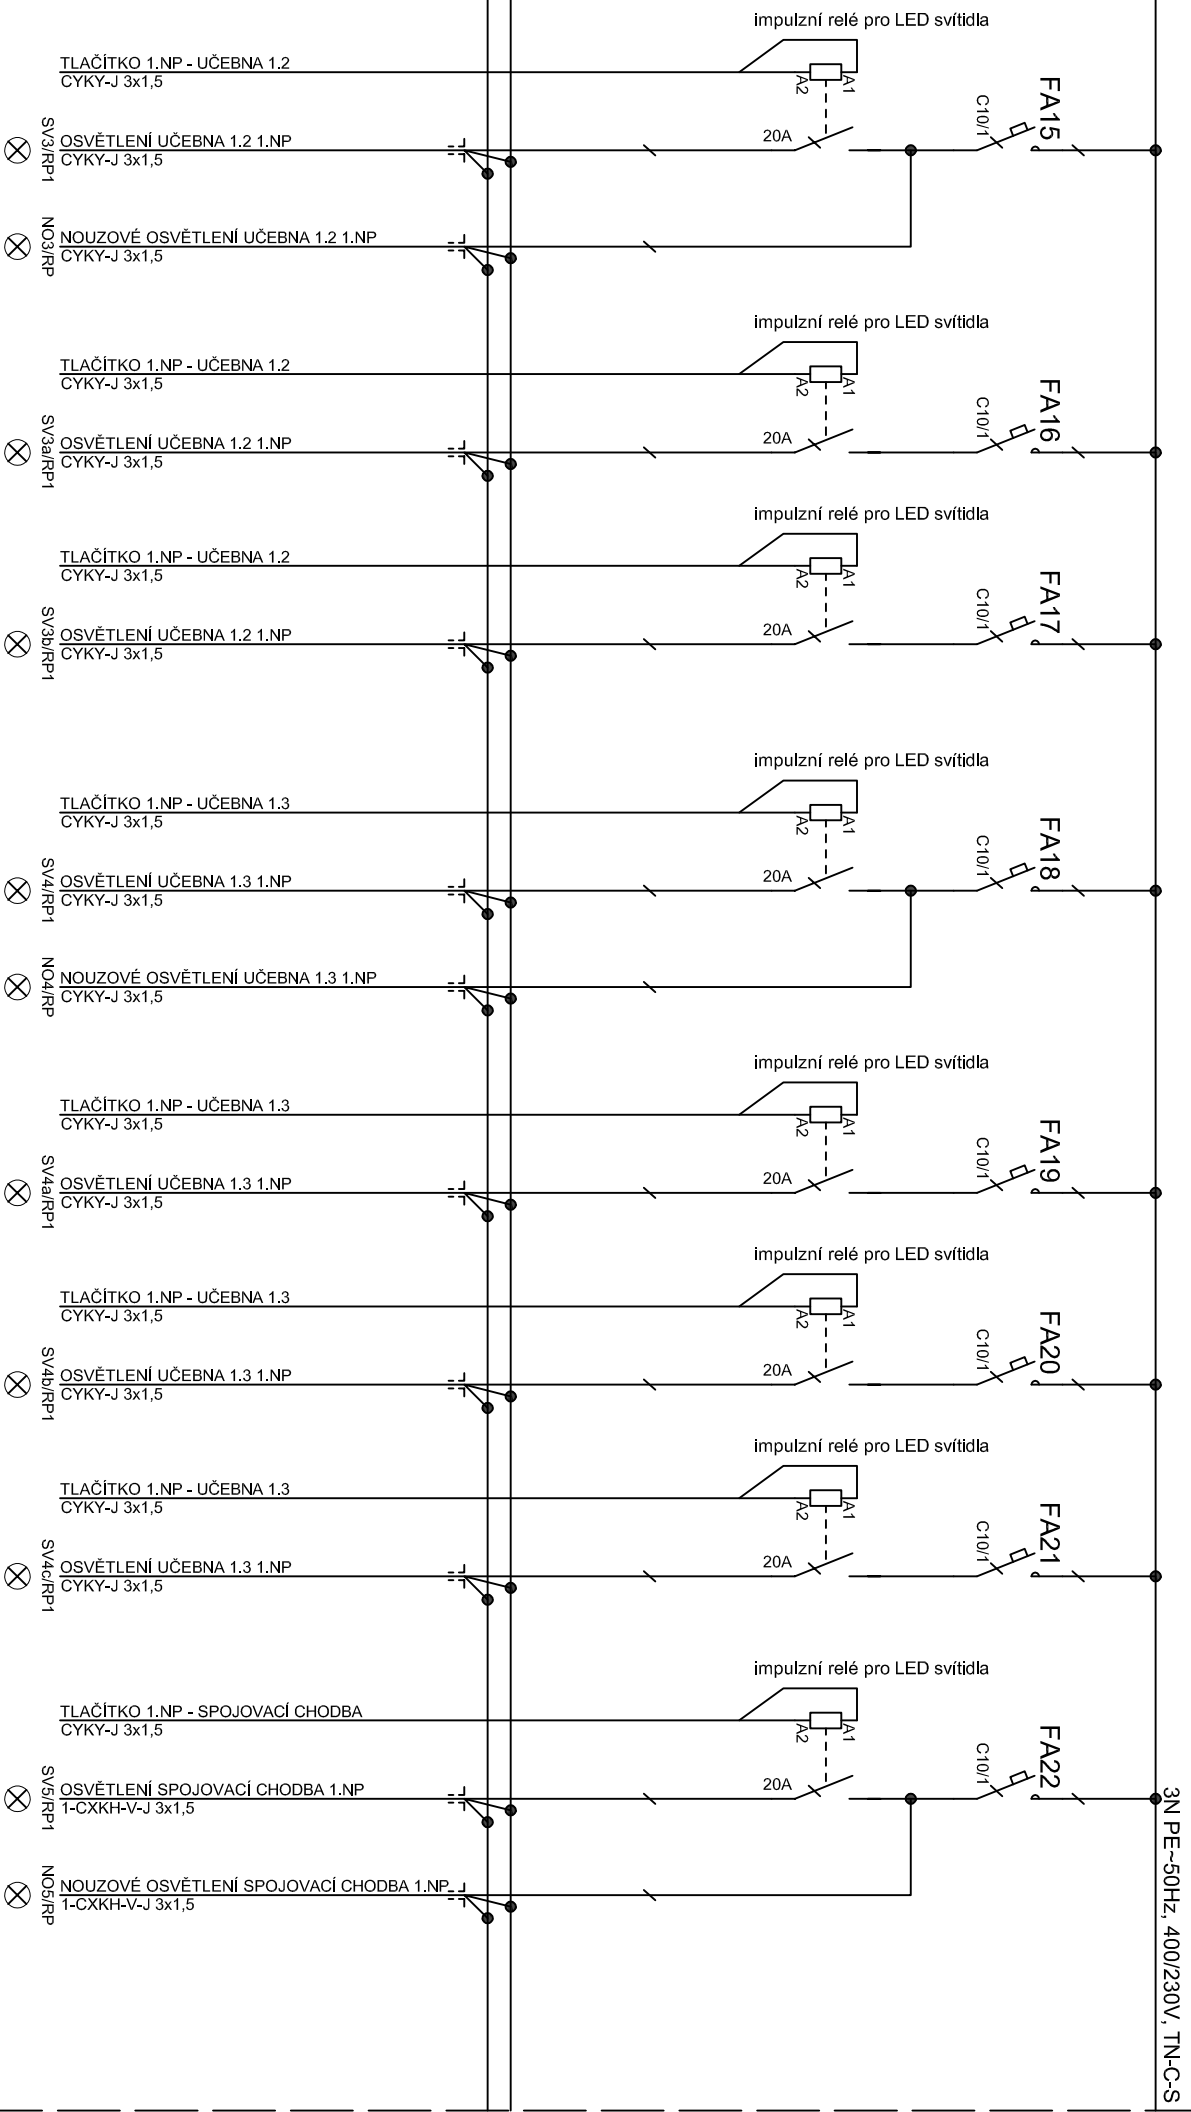 impulzní relé pro LED svítidla
TLAČÍTKO 1.NP - UČEBNA 1.2
CYKY-J 3x1,5
A2
A1
FA15
C10/1
20A
SV3/RP1
OSVĚTLENÍ UČEBNA 1.2 1.NP
CYKY-J 3x1,5
NO3/RP
NOUZOVÉ OSVĚTLENÍ UČEBNA 1.2 1.NP
CYKY-J 3x1,5
impulzní relé pro LED svítidla
TLAČÍTKO 1.NP - UČEBNA 1.2
CYKY-J 3x1,5
A2
A1
FA16
C10/1
20A
SV3a/RP1
OSVĚTLENÍ UČEBNA 1.2 1.NP
CYKY-J 3x1,5
impulzní relé pro LED svítidla
TLAČÍTKO 1.NP - UČEBNA 1.2
CYKY-J 3x1,5
A2
A1
FA17
C10/1
20A
SV3b/RP1
OSVĚTLENÍ UČEBNA 1.2 1.NP
CYKY-J 3x1,5
impulzní relé pro LED svítidla
TLAČÍTKO 1.NP - UČEBNA 1.3
CYKY-J 3x1,5
A2
A1
FA18
C10/1
20A
SV4/RP1
OSVĚTLENÍ UČEBNA 1.3 1.NP
CYKY-J 3x1,5
NO4/RP
NOUZOVÉ OSVĚTLENÍ UČEBNA 1.3 1.NP
CYKY-J 3x1,5
impulzní relé pro LED svítidla
TLAČÍTKO 1.NP - UČEBNA 1.3
CYKY-J 3x1,5
A2
A1
FA19
C10/1
20A
SV4a/RP1
OSVĚTLENÍ UČEBNA 1.3 1.NP
CYKY-J 3x1,5
impulzní relé pro LED svítidla
TLAČÍTKO 1.NP - UČEBNA 1.3
CYKY-J 3x1,5
A2
A1
FA20
C10/1
20A
SV4b/RP1
OSVĚTLENÍ UČEBNA 1.3 1.NP
CYKY-J 3x1,5
impulzní relé pro LED svítidla
TLAČÍTKO 1.NP - UČEBNA 1.3
CYKY-J 3x1,5
A2
A1
FA21
C10/1
20A
SV4c/RP1
OSVĚTLENÍ UČEBNA 1.3 1.NP
CYKY-J 3x1,5
impulzní relé pro LED svítidla
TLAČÍTKO 1.NP - SPOJOVACÍ CHODBA
CYKY-J 3x1,5
A2
A1
FA22
C10/1
20A
SV5/RP1
OSVĚTLENÍ SPOJOVACÍ CHODBA 1.NP
1-CXKH-V-J 3x1,5
NO5/RP
NOUZOVÉ OSVĚTLENÍ SPOJOVACÍ CHODBA 1.NP
1-CXKH-V-J 3x1,5
3N PE~50Hz, 400/230V, TN-C-S